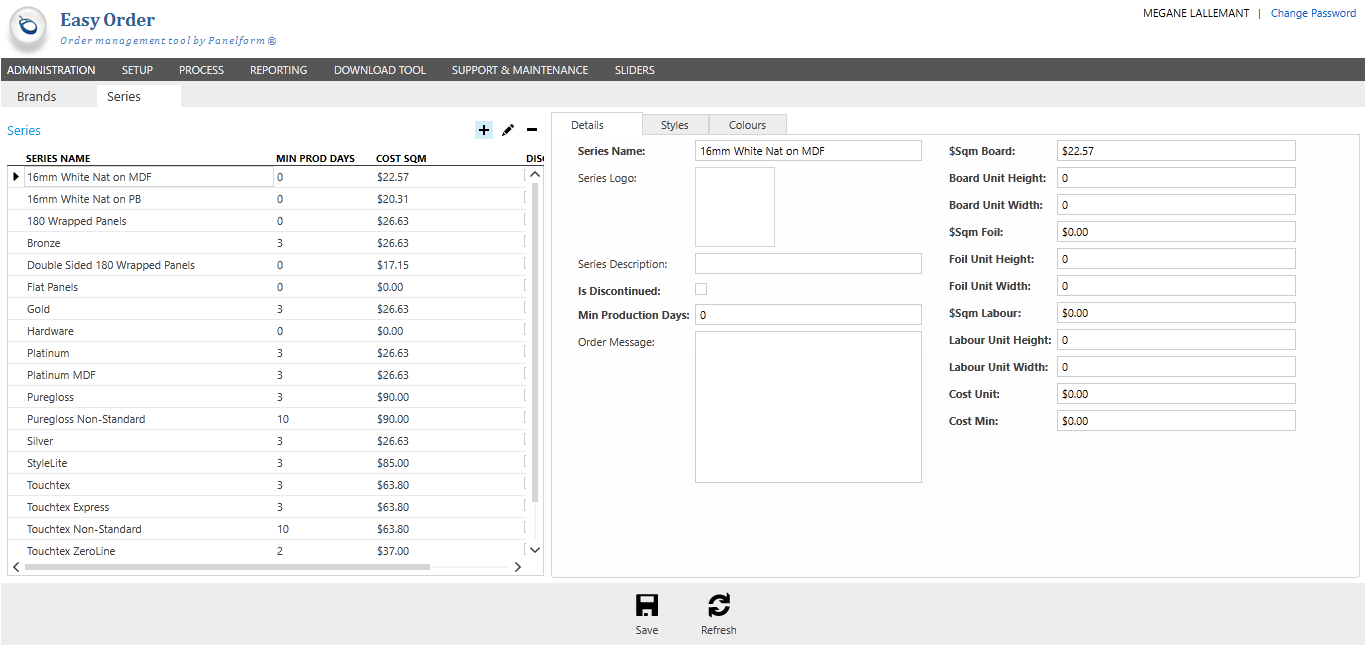 Easy Order
Order management tool by Panelform ®
MEGANE LALLEMANT | Change Password
ADMINISTRATION SETUP PROCESS REPORTING DOWNLOAD TOOL SUPPORT & MAINTENANCE SLIDERS
Brands Series
Series
SERIES NAME MIN PROD DAYS COST SQM DISC
16mm White Nat on MDF 0 $22.57
16mm White Nat on PB 0 $20.31
180 Wrapped Panels 0 $26.63
Bronze 3 $26.63
Double Sided 180 Wrapped Panels 0 $17.15
Flat Panels 0 $0.00
Gold 3 $26.63
Hardware 0 $0.00
Platinum 3 $26.63
Platinum MDF 3 $26.63
Puregloss 3 $90.00
Puregloss Non-Standard 10 $90.00
Silver 3 $26.63
StyleLite 3 $85.00
Touchtex 3 $63.80
Touchtex Express 3 $63.80
Touchtex Non-Standard 10 $63.80
Touchtex ZeroLine 2 $37.00
Details Styles Colours
Series Name: 16mm White Nat on MDF
Series Logo:
Series Description:
Is Discontinued:
Min Production Days: 0
Order Message:
$Sqm Board: $22.57
Board Unit Height: 0
Board Unit Width: 0
$Sqm Foil: $0.00
Foil Unit Height: 0
Foil Unit Width: 0
$Sqm Labour: $0.00
Labour Unit Height: 0
Labour Unit Width: 0
Cost Unit: $0.00
Cost Min: $0.00
Save Refresh